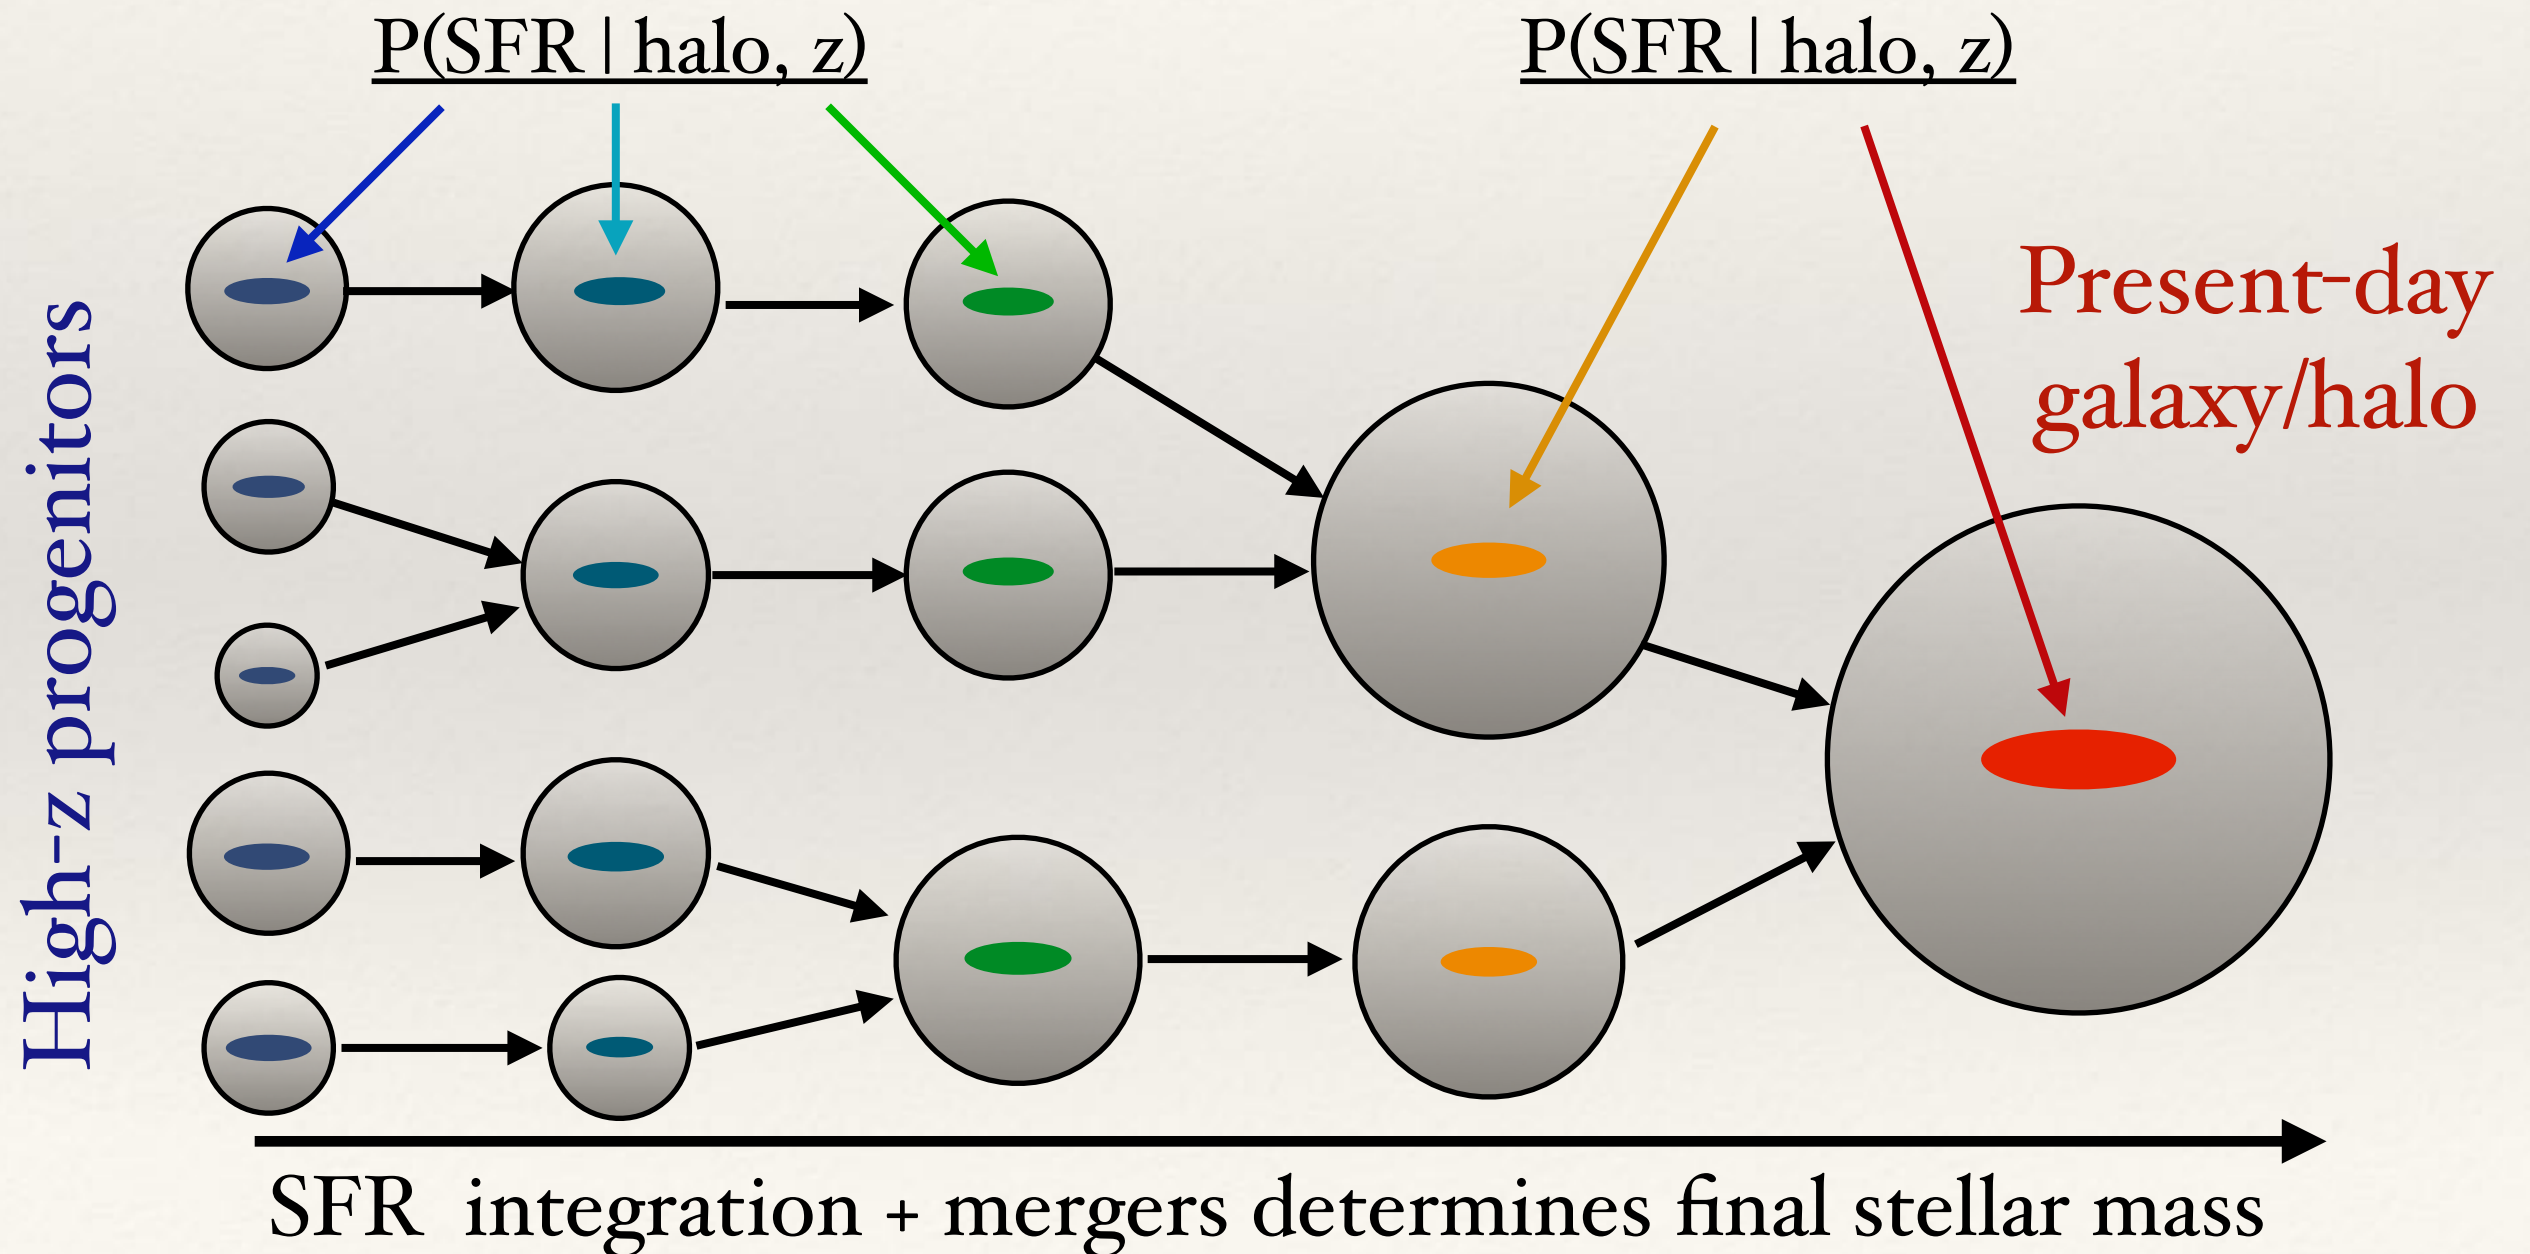 P(SFR | halo, z)
P(SFR | halo, z)
High-z progenitors
Present-day
galaxy/halo
SFR integration + mergers determines final stellar mass